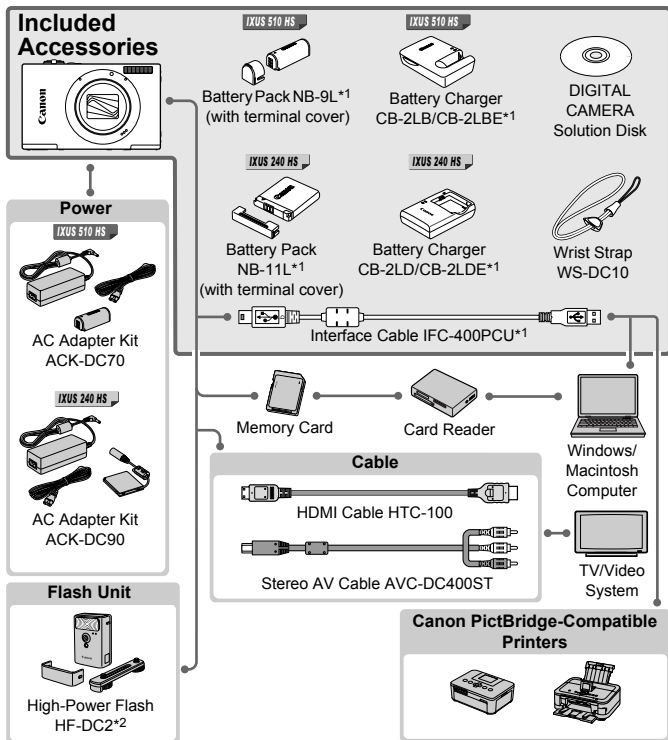 Included
Accessories
Canon
IXUS 510 HS
Battery Pack NB-9L*1
(with terminal cover)
IXUS 510 HS
Battery Charger
CB-2LB/CB-2LBE*1
DIGITAL
CAMERA
Solution Disk
IXUS 240 HS
Canon
Battery Pack
NB-11L*1
(with terminal cover)
IXUS 240 HS
Battery Charger
CB-2LD/CB-2LDE*1
Wrist Strap
WS-DC10
Interface Cable IFC-400PCU*1
Power
IXUS 510 HS
AC Adapter Kit
ACK-DC70
IXUS 240 HS
AC Adapter Kit
ACK-DC90
Memory Card
Card Reader
Windows/
Macintosh
Computer
Cable
HDMI Cable HTC-100
Stereo AV Cable AVC-DC400ST
TV/Video
System
Flash Unit
High-Power Flash
HF-DC2*2
Canon PictBridge-Compatible
Printers